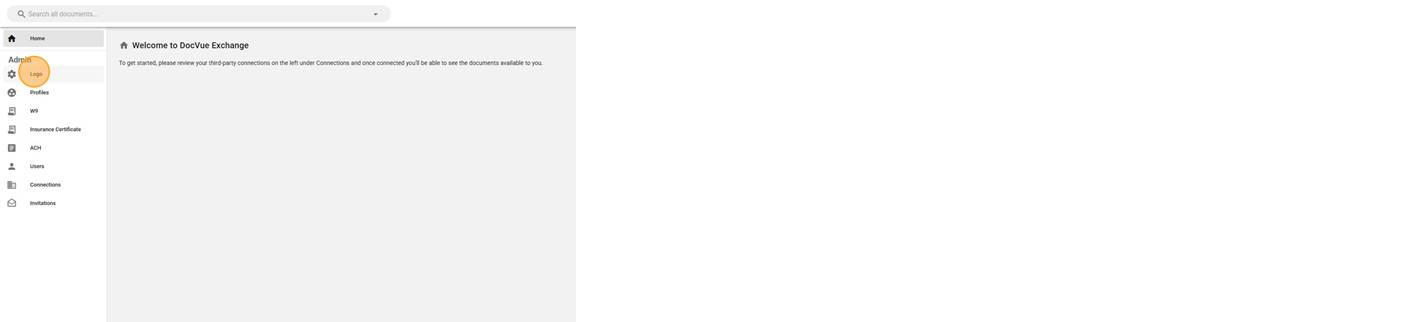 Search all documents...
Home
Admin
Logo
Profiles
W9
Insurance Certificate
ACH
Users
Connections
Invitations
Welcome to DocVue Exchange
To get started, please review your third-party connections on the left under Connections and once connected you'll be able to see the documents available to you.